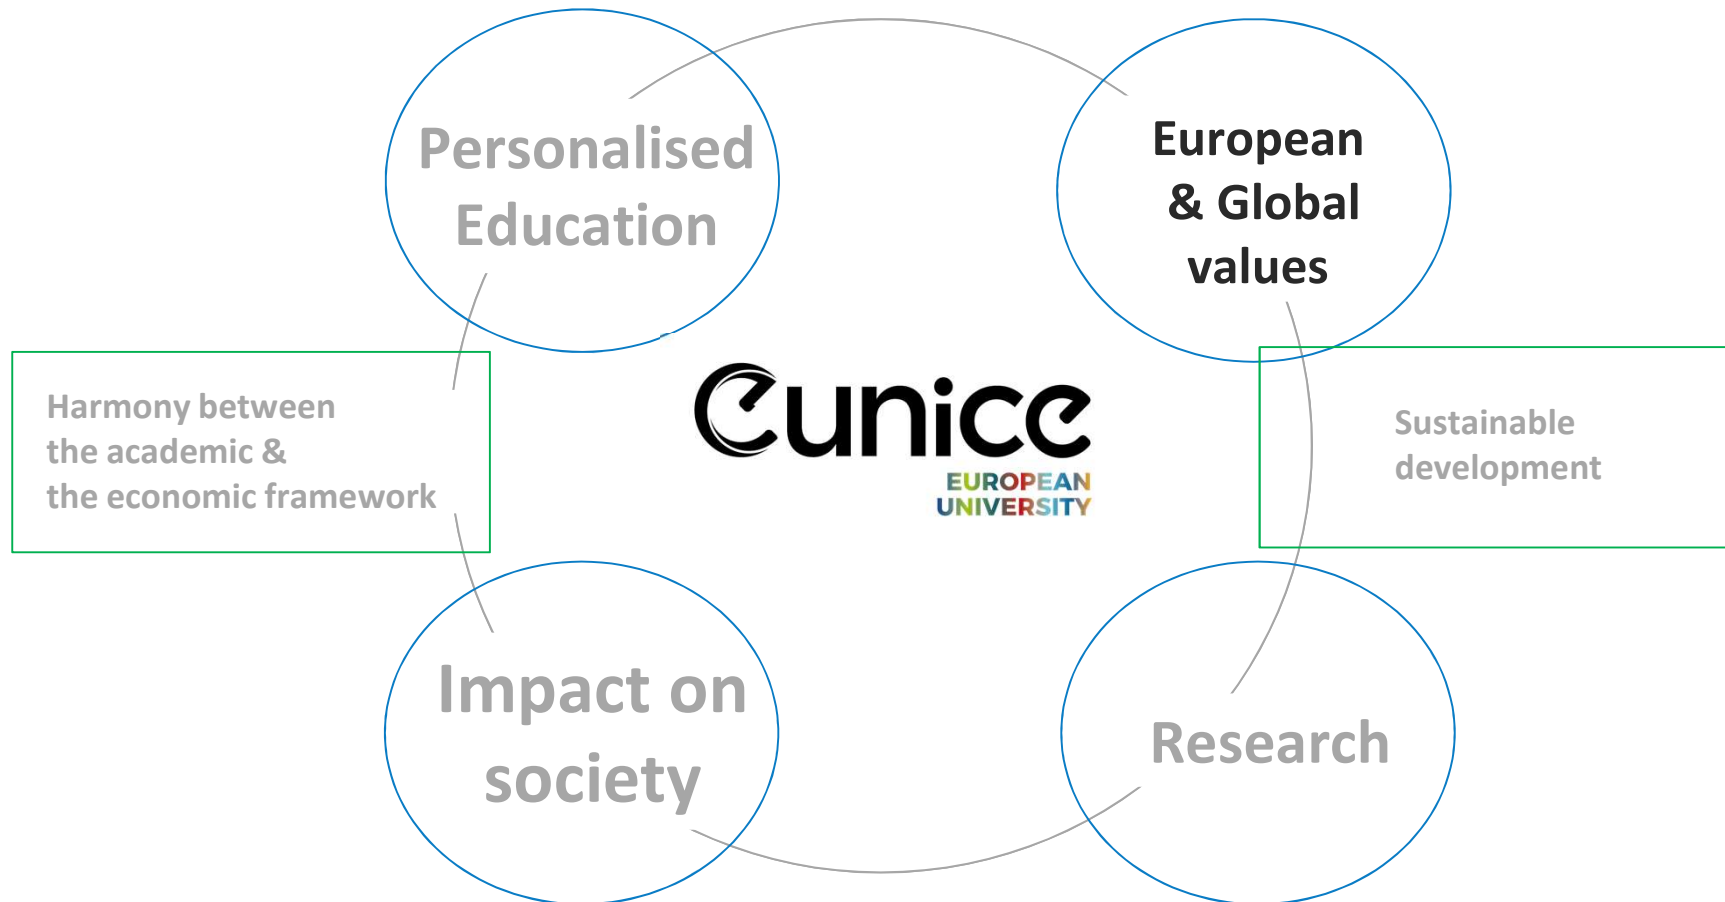 Personalised
Education
European
& Global
values
Harmony between
the academic &
the economic framework
eunice
EUROPEAN
UNIVERSITY
Sustainable
development
Impact on
society
Research